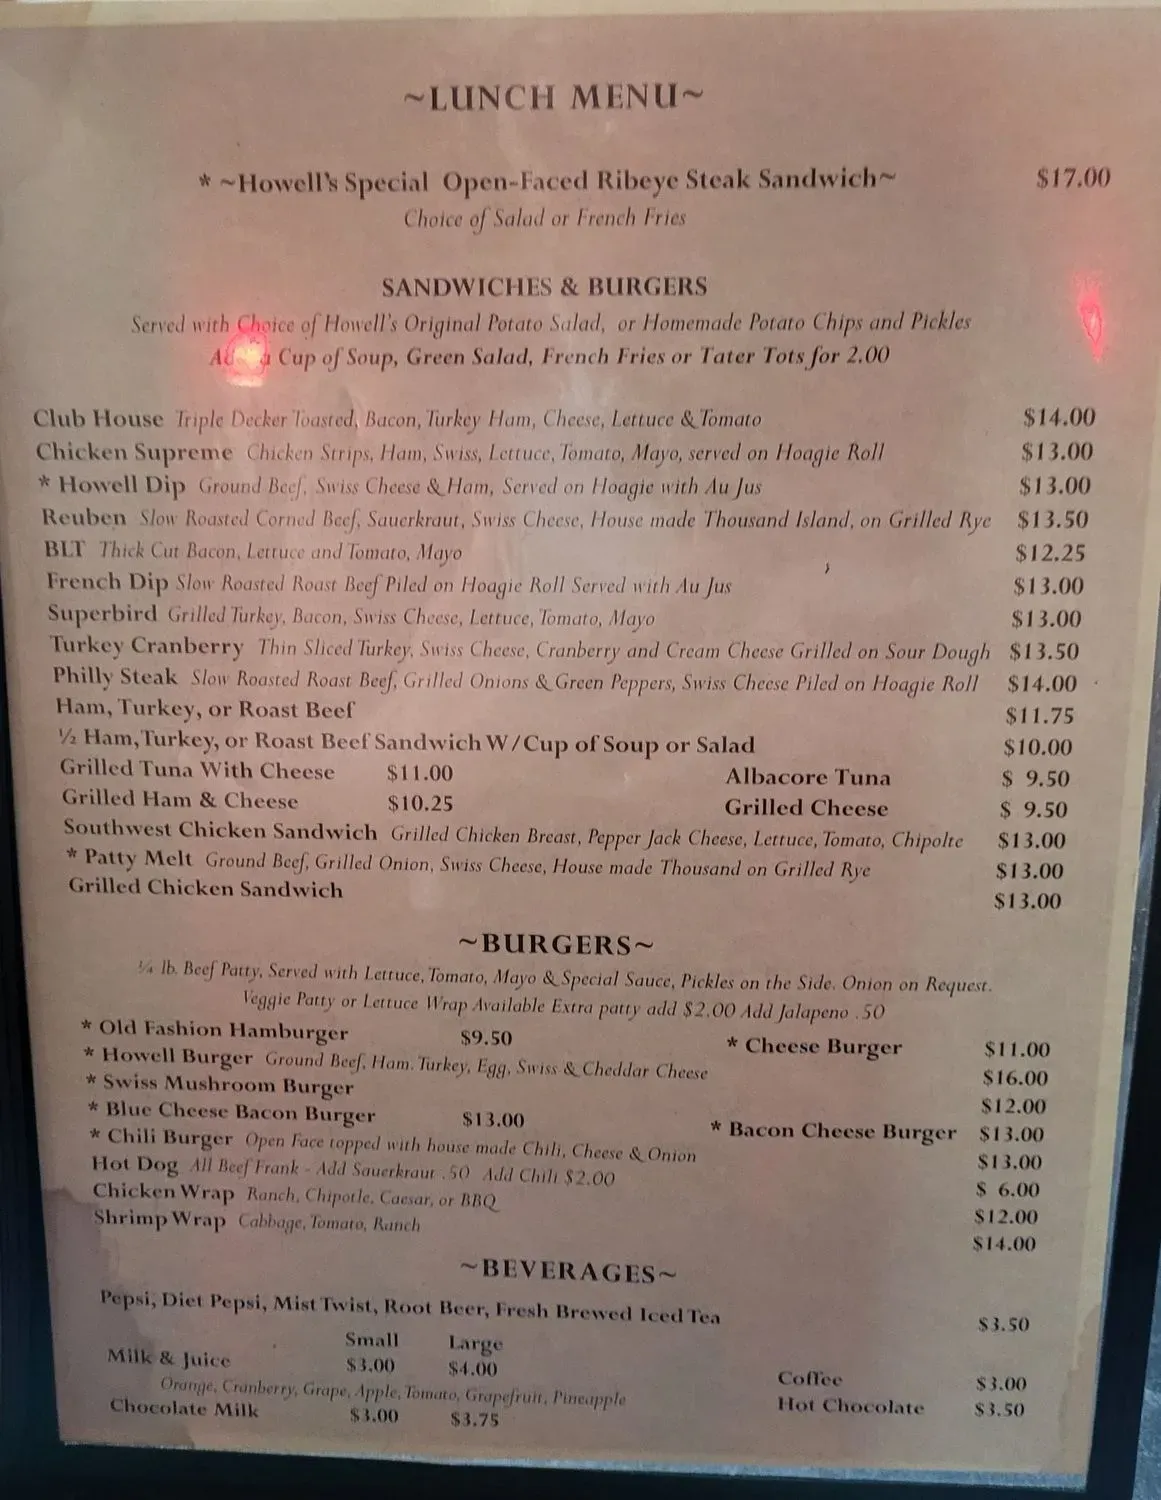 ~LUNCH MENU~
* ~Howell's Special Open-Faced Ribeye Steak Sandwich~ $17.00
Choice of Salad or French Fries
SANDWICHES & BURGERS
Served with Choice of Howell's Original Potato Salad, or Homemade Potato Chips and Pickles
a Cup of Soup, Green Salad, French Fries or Tater Tots for 2.00
Club House Triple Decker Toasted, Bacon, Turkey Ham, Cheese, Lettuce & Tomato $14.00
Chicken Supreme Chicken Strips, Ham, Swiss, Lettuce, Tomato, Mayo, served on Hoagie Roll $13.00
* Howell Dip Ground Beef, Swiss Cheese & Ham, Served on Hoagie with Au Jus $13.00
Reuben Slow Roasted Corned Beef, Sauerkraut, Swiss Cheese, House made Thousand Island, on Grilled Rye $13.50
BLT Thick Cut Bacon, Lettuce and Tomato, Mayo $12.25
French Dip Slow Roasted Roast Beef Piled on Hoagie Roll Served with Au Jus $13.00
Superbird Grilled Turkey, Bacon, Swiss Cheese, Lettuce, Tomato, Mayo $13.00
Turkey Cranberry Thin Sliced Turkey, Swiss Cheese, Cranberry and Cream Cheese Grilled on Sour Dough $13.50
Philly Steak Slow Roasted Roast Beef, Grilled Onions & Green Peppers, Swiss Cheese Piled on Hoagie Roll $14.00
Ham, Turkey, or Roast Beef $11.75
½ Ham, Turkey, or Roast Beef Sandwich W/Cup of Soup or Salad $10.00
Grilled Tuna With Cheese $11.00 Albacore Tuna $ 9.50
Grilled Ham & Cheese $10.25 Grilled Cheese $ 9.50
Southwest Chicken Sandwich Grilled Chicken Breast, Pepper Jack Cheese, Lettuce, Tomato, Chipolte $13.00
* Patty Melt Ground Beef, Grilled Onion, Swiss Cheese, House made Thousand on Grilled Rye $13.00
Grilled Chicken Sandwich $13.00
~BURGERS~
¼ lb. Beef Patty, Served with Lettuce, Tomato, Mayo & Special Sauce, Pickles on the Side. Onion on Request.
Veggie Patty or Lettuce Wrap Available Extra patty add $2.00 Add Jalapeno .50
* Old Fashion Hamburger $9.50 * Cheese Burger $11.00
* Howell Burger Ground Beef, Ham. Turkey, Egg, Swiss & Cheddar Cheese $16.00
* Swiss Mushroom Burger $12.00
* Blue Cheese Bacon Burger $13.00 * Bacon Cheese Burger $13.00
* Chili Burger Open Face topped with house made Chili, Cheese & Onion $13.00
Hot Dog All Beef Frank - Add Sauerkraut .50 Add Chili $2.00 $ 6.00
Chicken Wrap Ranch, Chipotle, Caesar, or BBQ $12.00
Shrimp Wrap Cabbage, Tomato, Ranch $14.00
~BEVERAGES~
Pepsi, Diet Pepsi, Mist Twist, Root Beer, Fresh Brewed Iced Tea $3.50
Small Large
Milk & Juice $3.00 $4.00 Coffee $3.00
Orange, Cranberry, Grape, Apple, Tomato, Grapefruit, Pineapple
Chocolate Milk $3.00 $3.75 Hot Chocolate $3.50